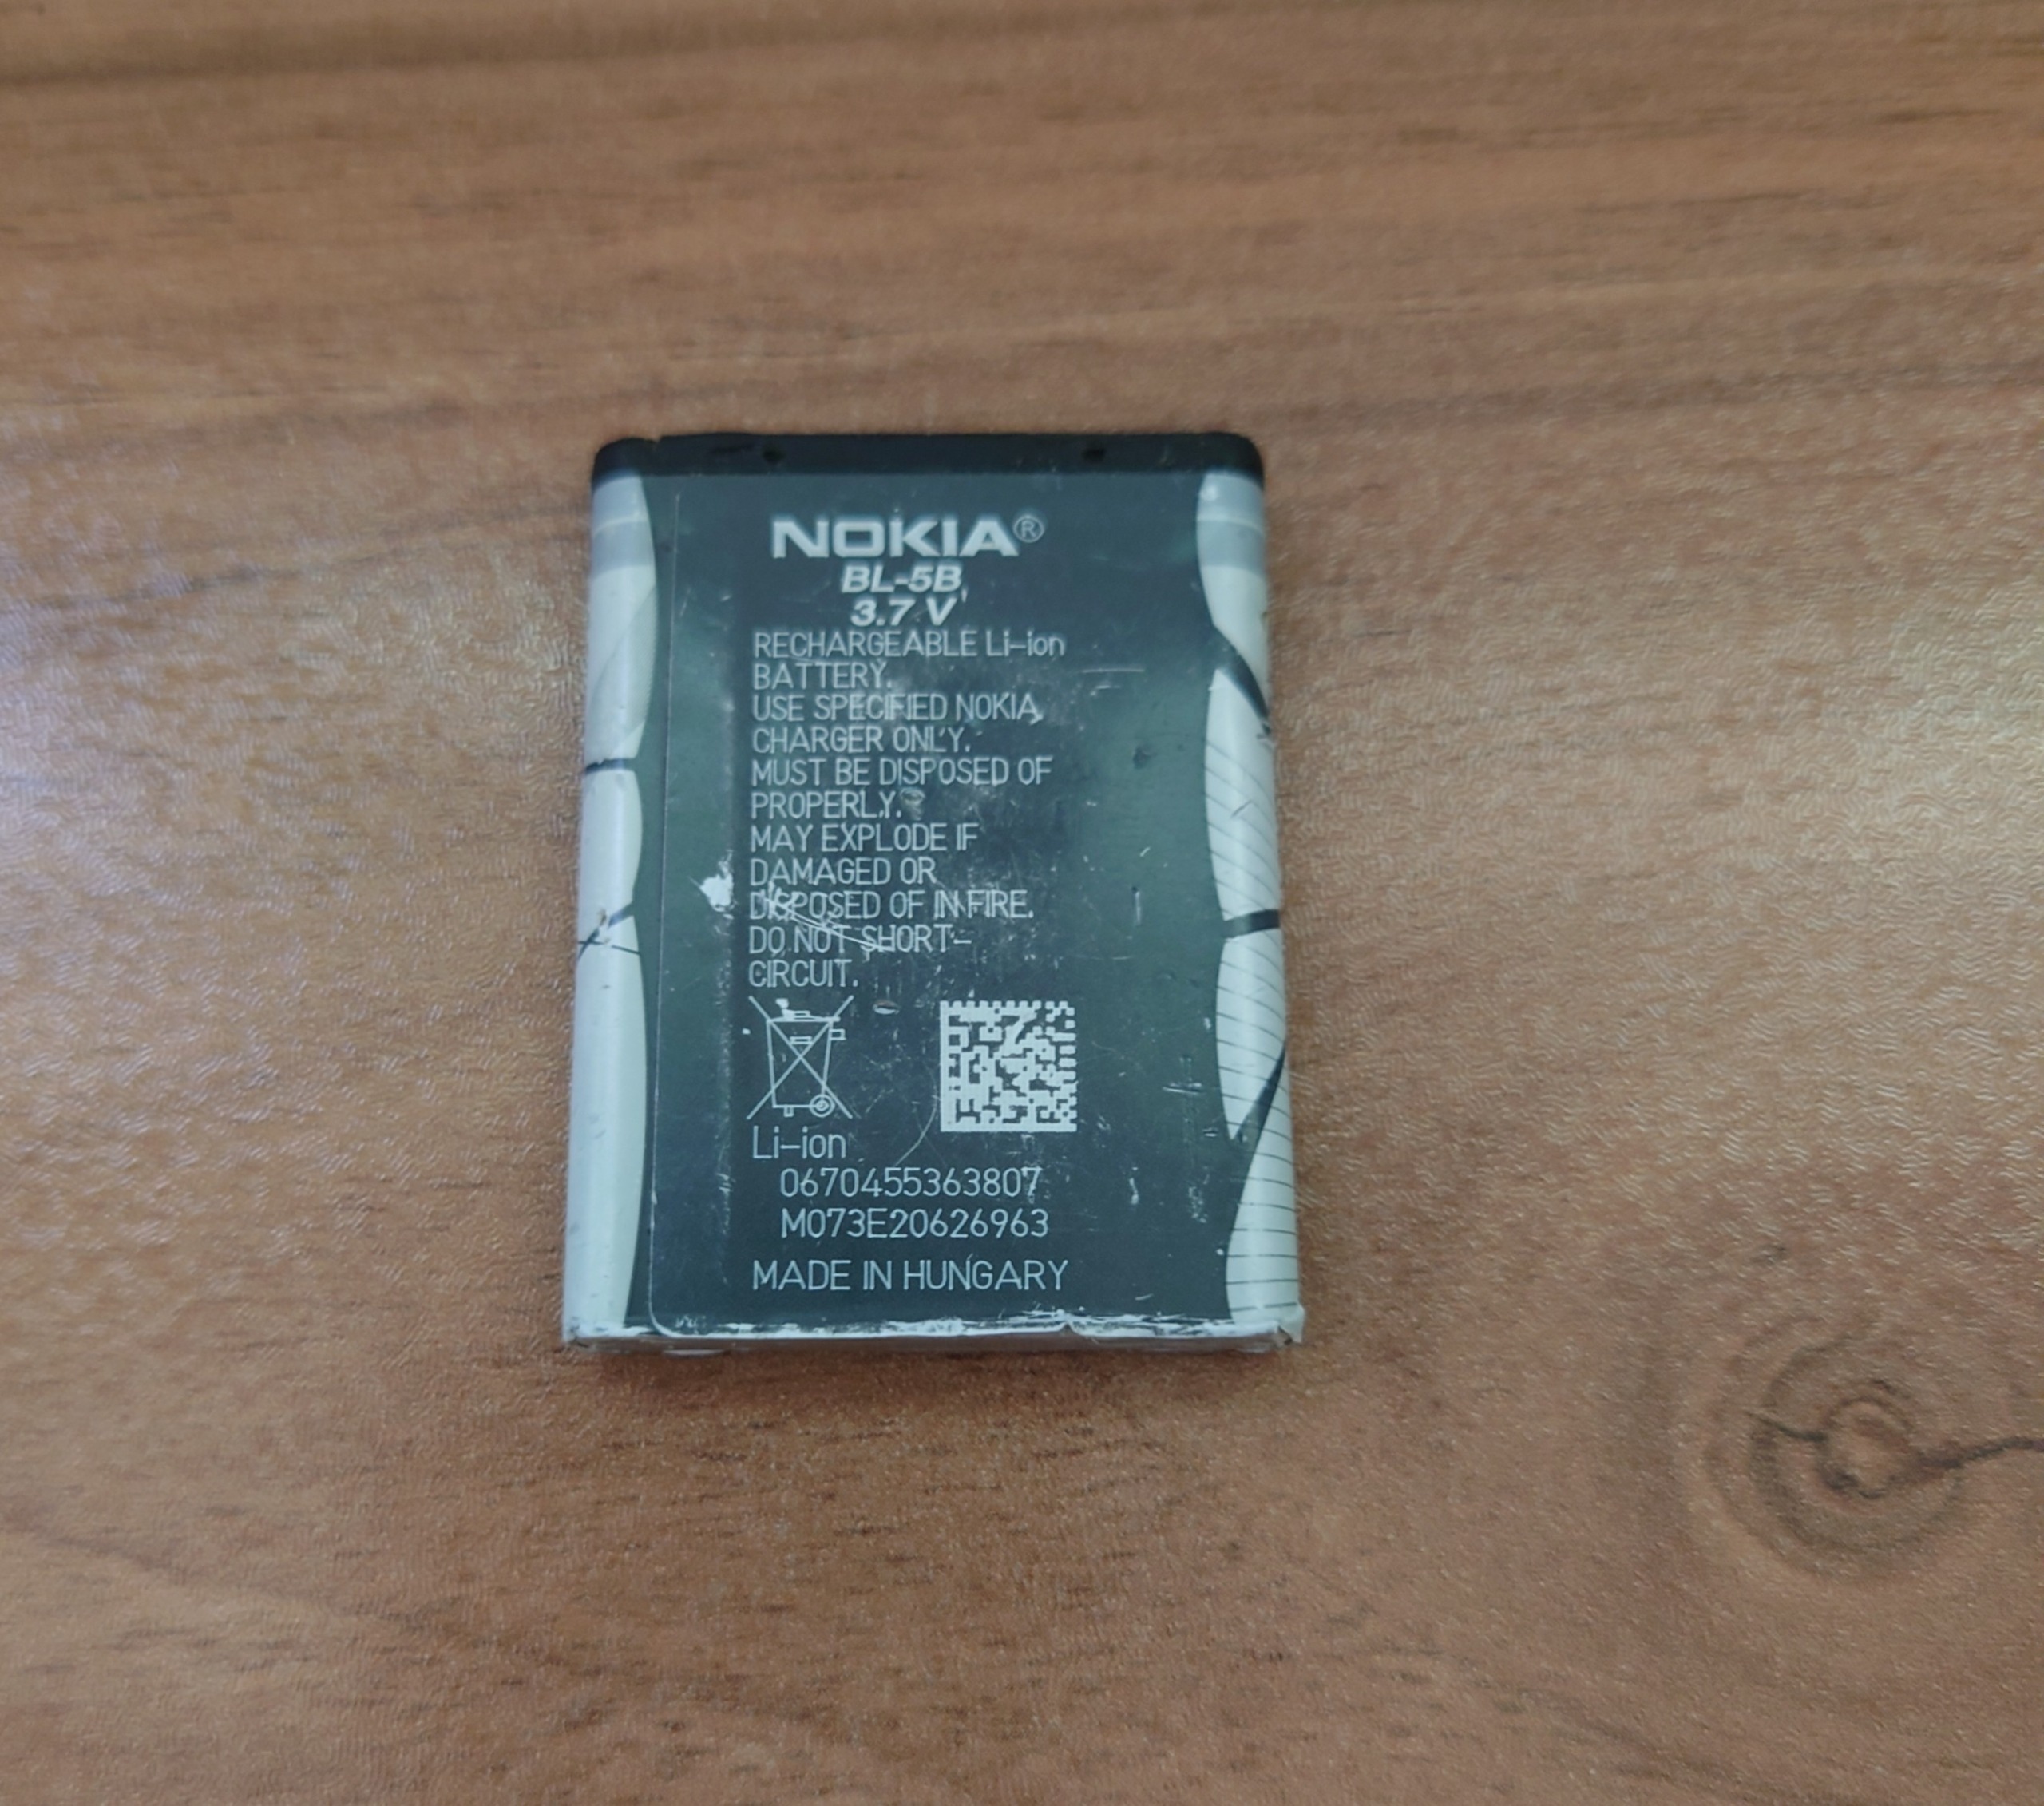 NOKIA®
BL-5B
3.7 V
RECHARGEABLE Li-ion
BATTERY.
USE SPECIFIED NOKIA
CHARGER ONLY.
MUST BE DISPOSED OF
PROPERLY.
MAY EXPLODE IF
DAMAGED OR
DISPOSED OF IN FIRE.
DO NOT SHORT-
CIRCUIT.
Li-ion
0670455363807
M073E20626963
MADE IN HUNGARY